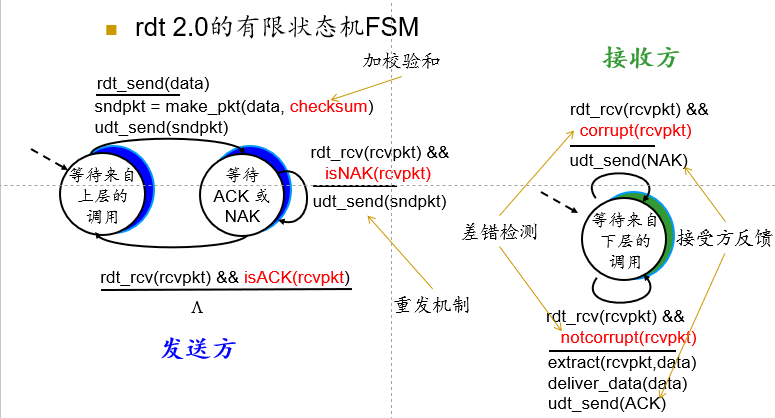 rdt 2.0的有限状态机FSM
加校验和
接收方
rdt_send(data)
sndpkt = make_pkt(data, checksum)
udt_send(sndpkt)
等待来自
上层的
调用
等待
ACK 或
NAK
rdt_rcv(rcvpkt) &&
isNAK(rcvpkt)
udt_send(sndpkt)
rdt_rcv(rcvpkt) && isACK(rcvpkt)
Λ
发送方
重发机制
差错检测
rdt_rcv(rcvpkt) &&
corrupt(rcvpkt)
udt_send(NAK)
等待来自
下层的
调用
接受方反馈
rdt_rcv(rcvpkt) &&
notcorrupt(rcvpkt)
extract(rcvpkt,data)
deliver_data(data)
udt_send(ACK)